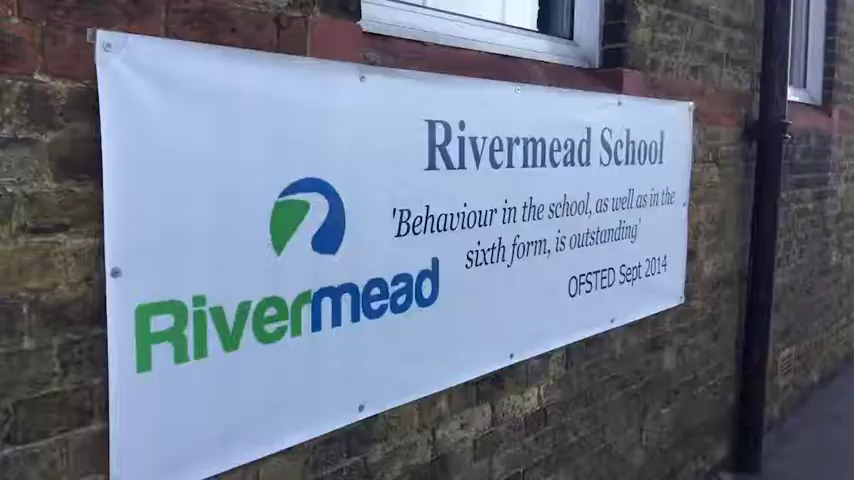 Rivermead School
'Behaviour in the school, as well as in the
sixth form, is outstanding'
OFSTED Sept 2014
Rivermead